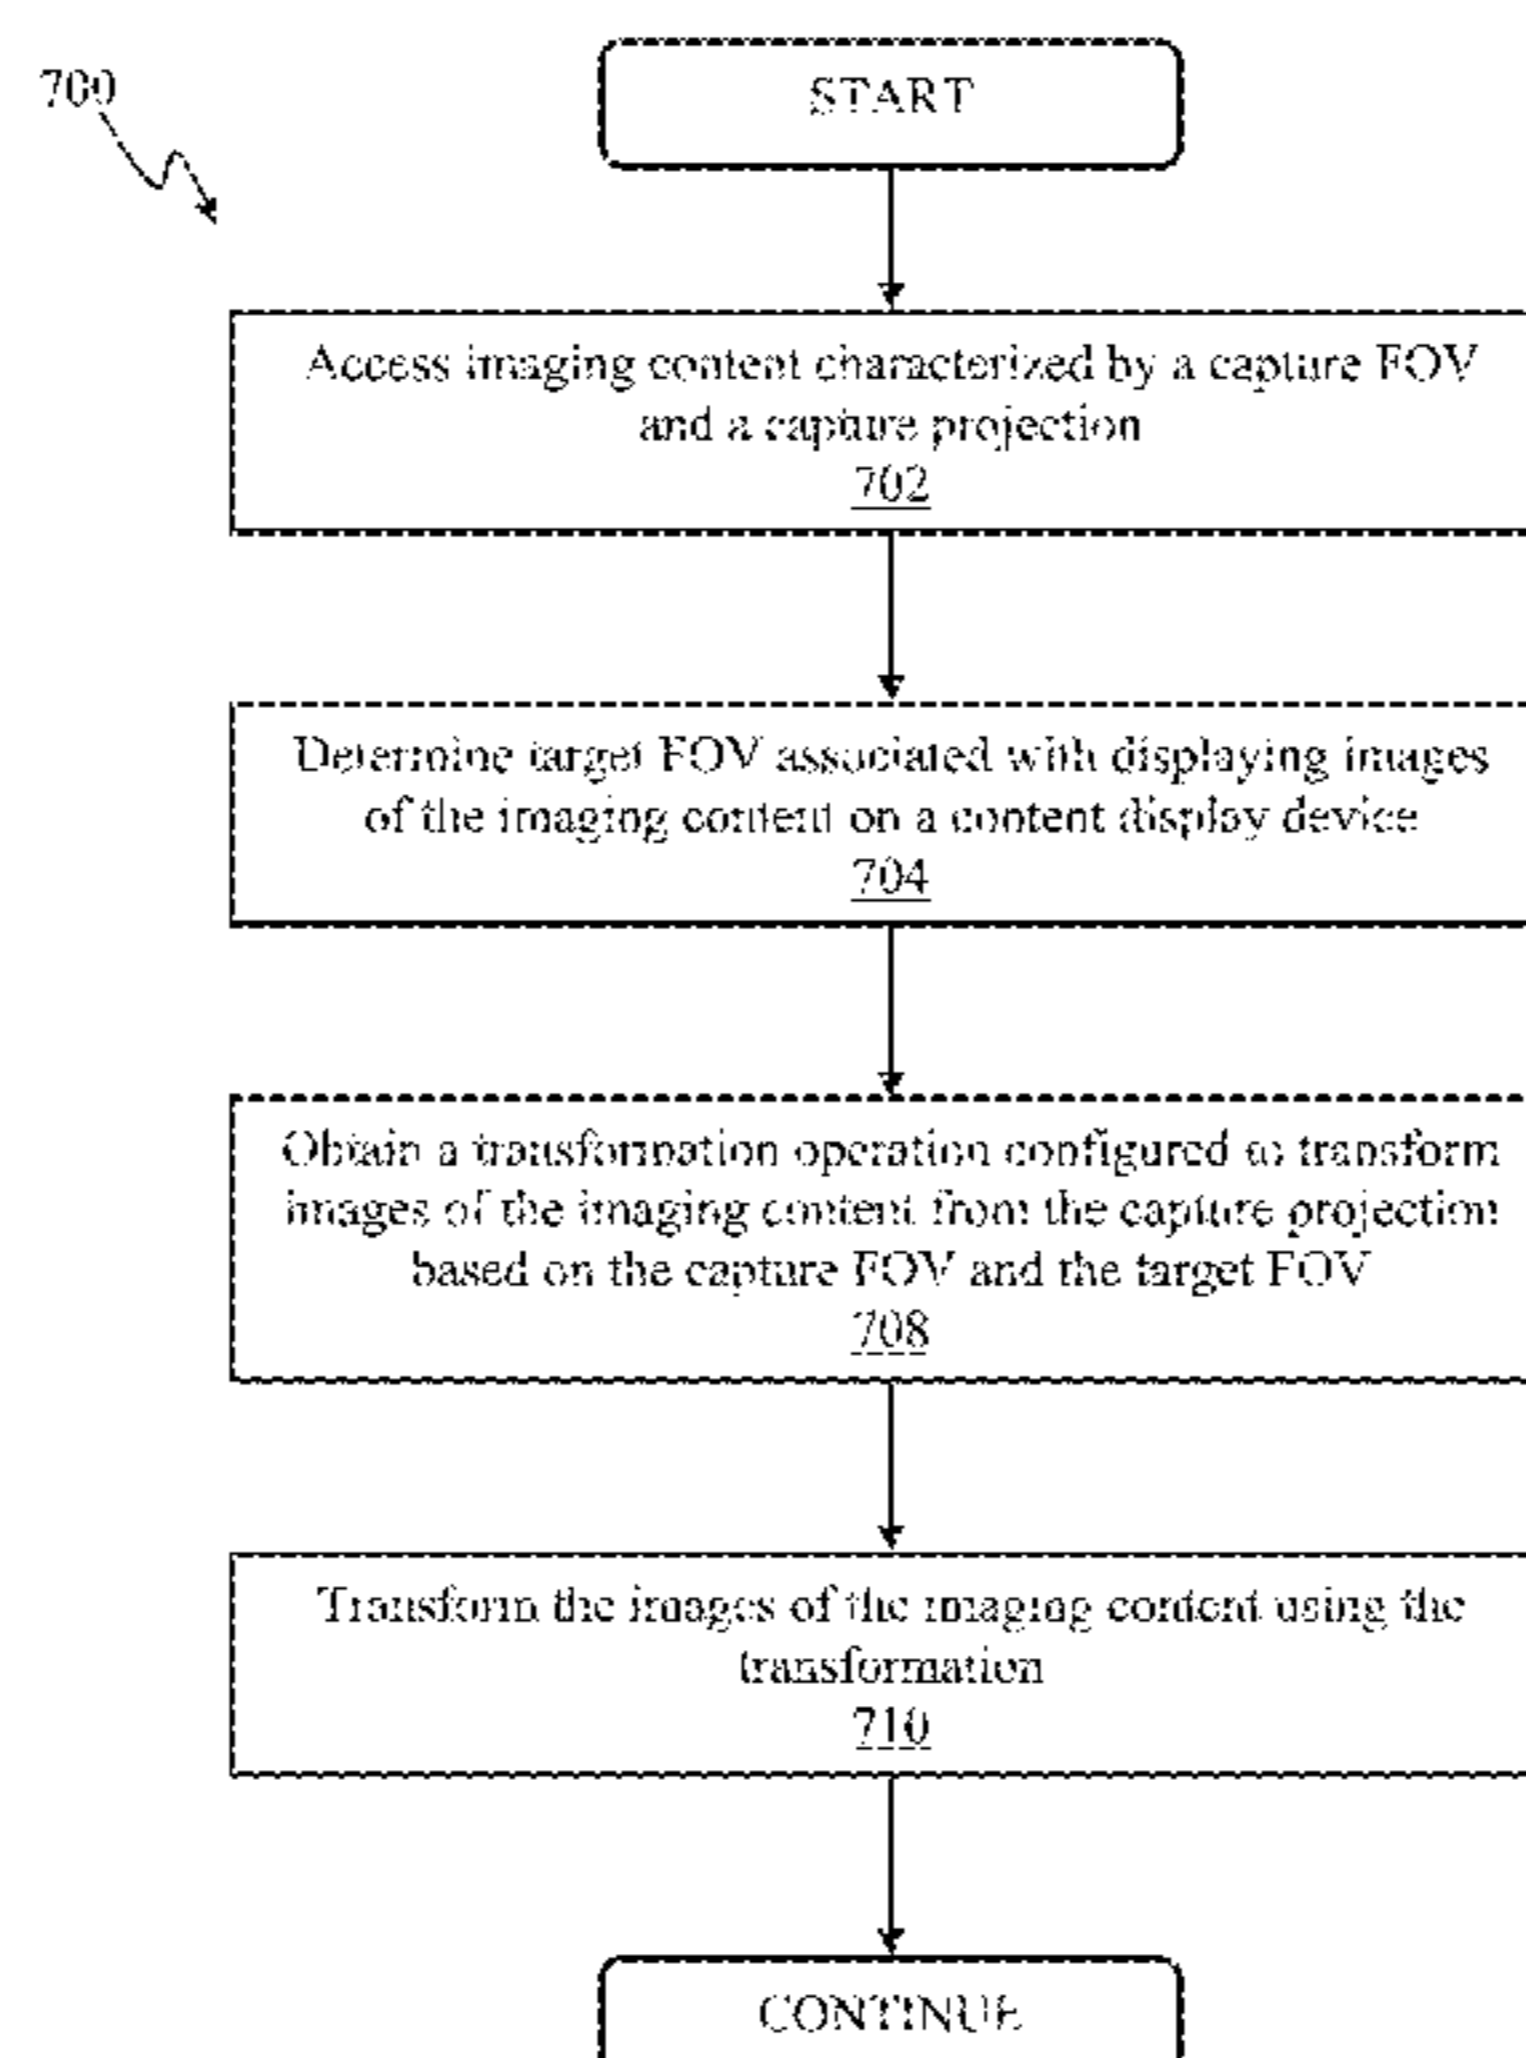 700
START
Access imaging content characterized by a capture FOV
and a capture projection
702
Determine target FOV associated with displaying images
of the imaging content on a content display device
704
Obtain a transformation operation configured to transform
images of the imaging content from the capture projection
based on the capture FOV and the target FOV
708
Transform the images of the imaging content using the
transformation
710
CONTINUE